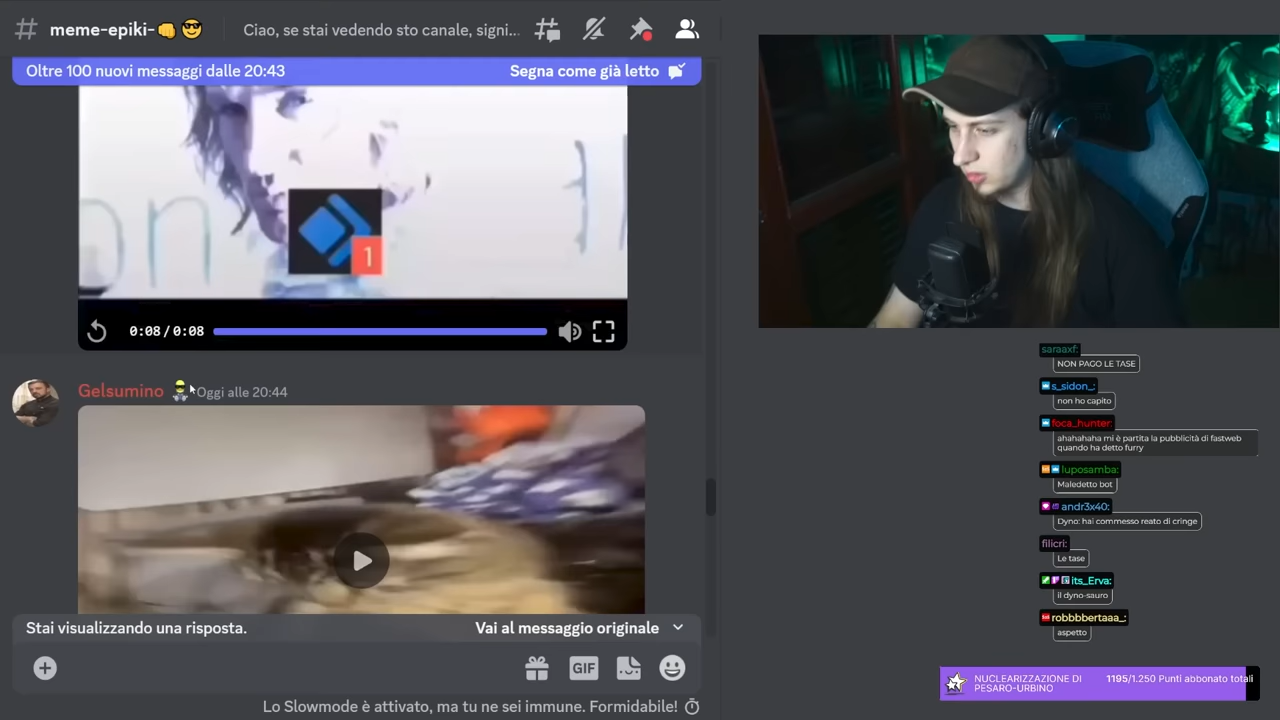 meme-epiki-👊😎
Ciao, se stai vedendo sto canale, signi...
Oltre 100 nuovi messaggi dalle 20:43
Segna come già letto
1
0:08/0:08
Gelsumino
Oggi alle 20:44
Stai visualizzando una risposta.
Vai al messaggio originale
GIF
Lo Slowmode è attivato, ma tu ne sei immune. Formidabile!
saraaxf:
NON PAGO LE TASE
s_sidon_:
non ho capito
foca_hunter:
ahahahaha mi è partita la pubblicità di fastweb
quando ha detto furry
luposamba:
Maledetto bot
andr3x40:
Dyno: hai commesso reato di cringe
filicri:
Le tase
its_Erva:
il dyno-sauro
robbbbertaaa_:
aspetto
NUCLEARIZZAZIONE DI
PESARO-URBINO
1195/1.250 Punti abbonato totali